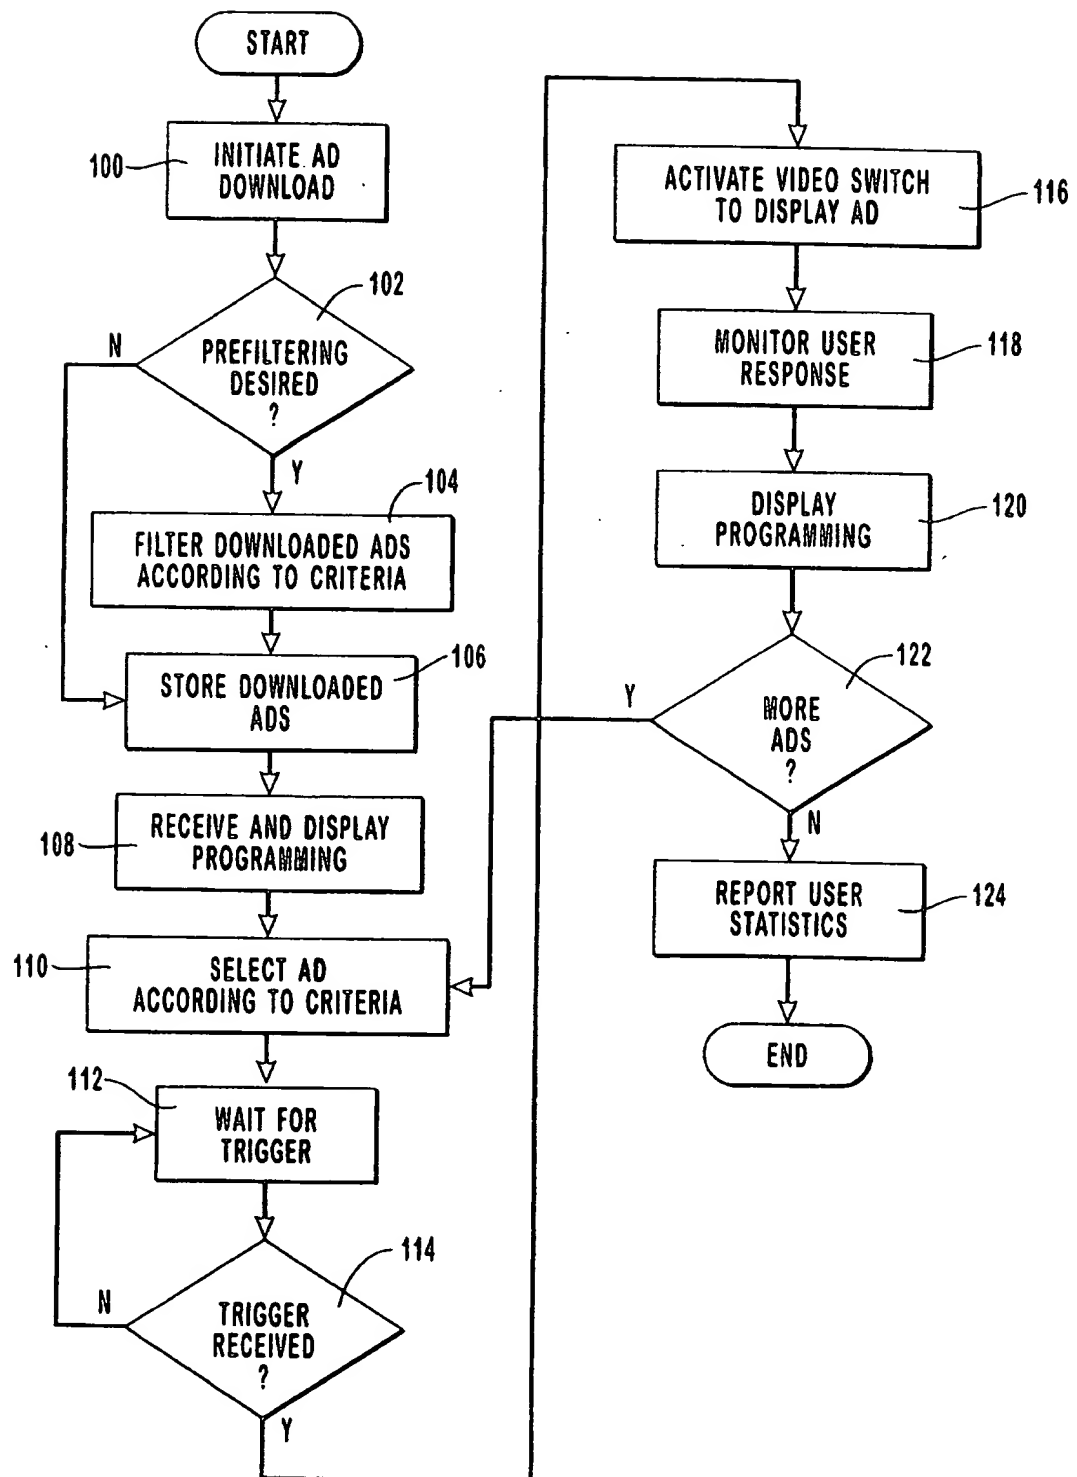 START
100
INITIATE AD
DOWNLOAD
102
N
PREFILTERING
DESIRED
?
Y
104
FILTER DOWNLOADED ADS
ACCORDING TO CRITERIA
106
STORE DOWNLOADED
ADS
108
RECEIVE AND DISPLAY
PROGRAMMING
110
SELECT AD
ACCORDING TO CRITERIA
112
WAIT FOR
TRIGGER
114
N
TRIGGER
RECEIVED
?
Y
ACTIVATE VIDEO SWITCH
TO DISPLAY AD
116
MONITOR USER
RESPONSE
118
DISPLAY
PROGRAMMING
120
122
Y
MORE
ADS
?
N
REPORT USER
STATISTICS
124
END